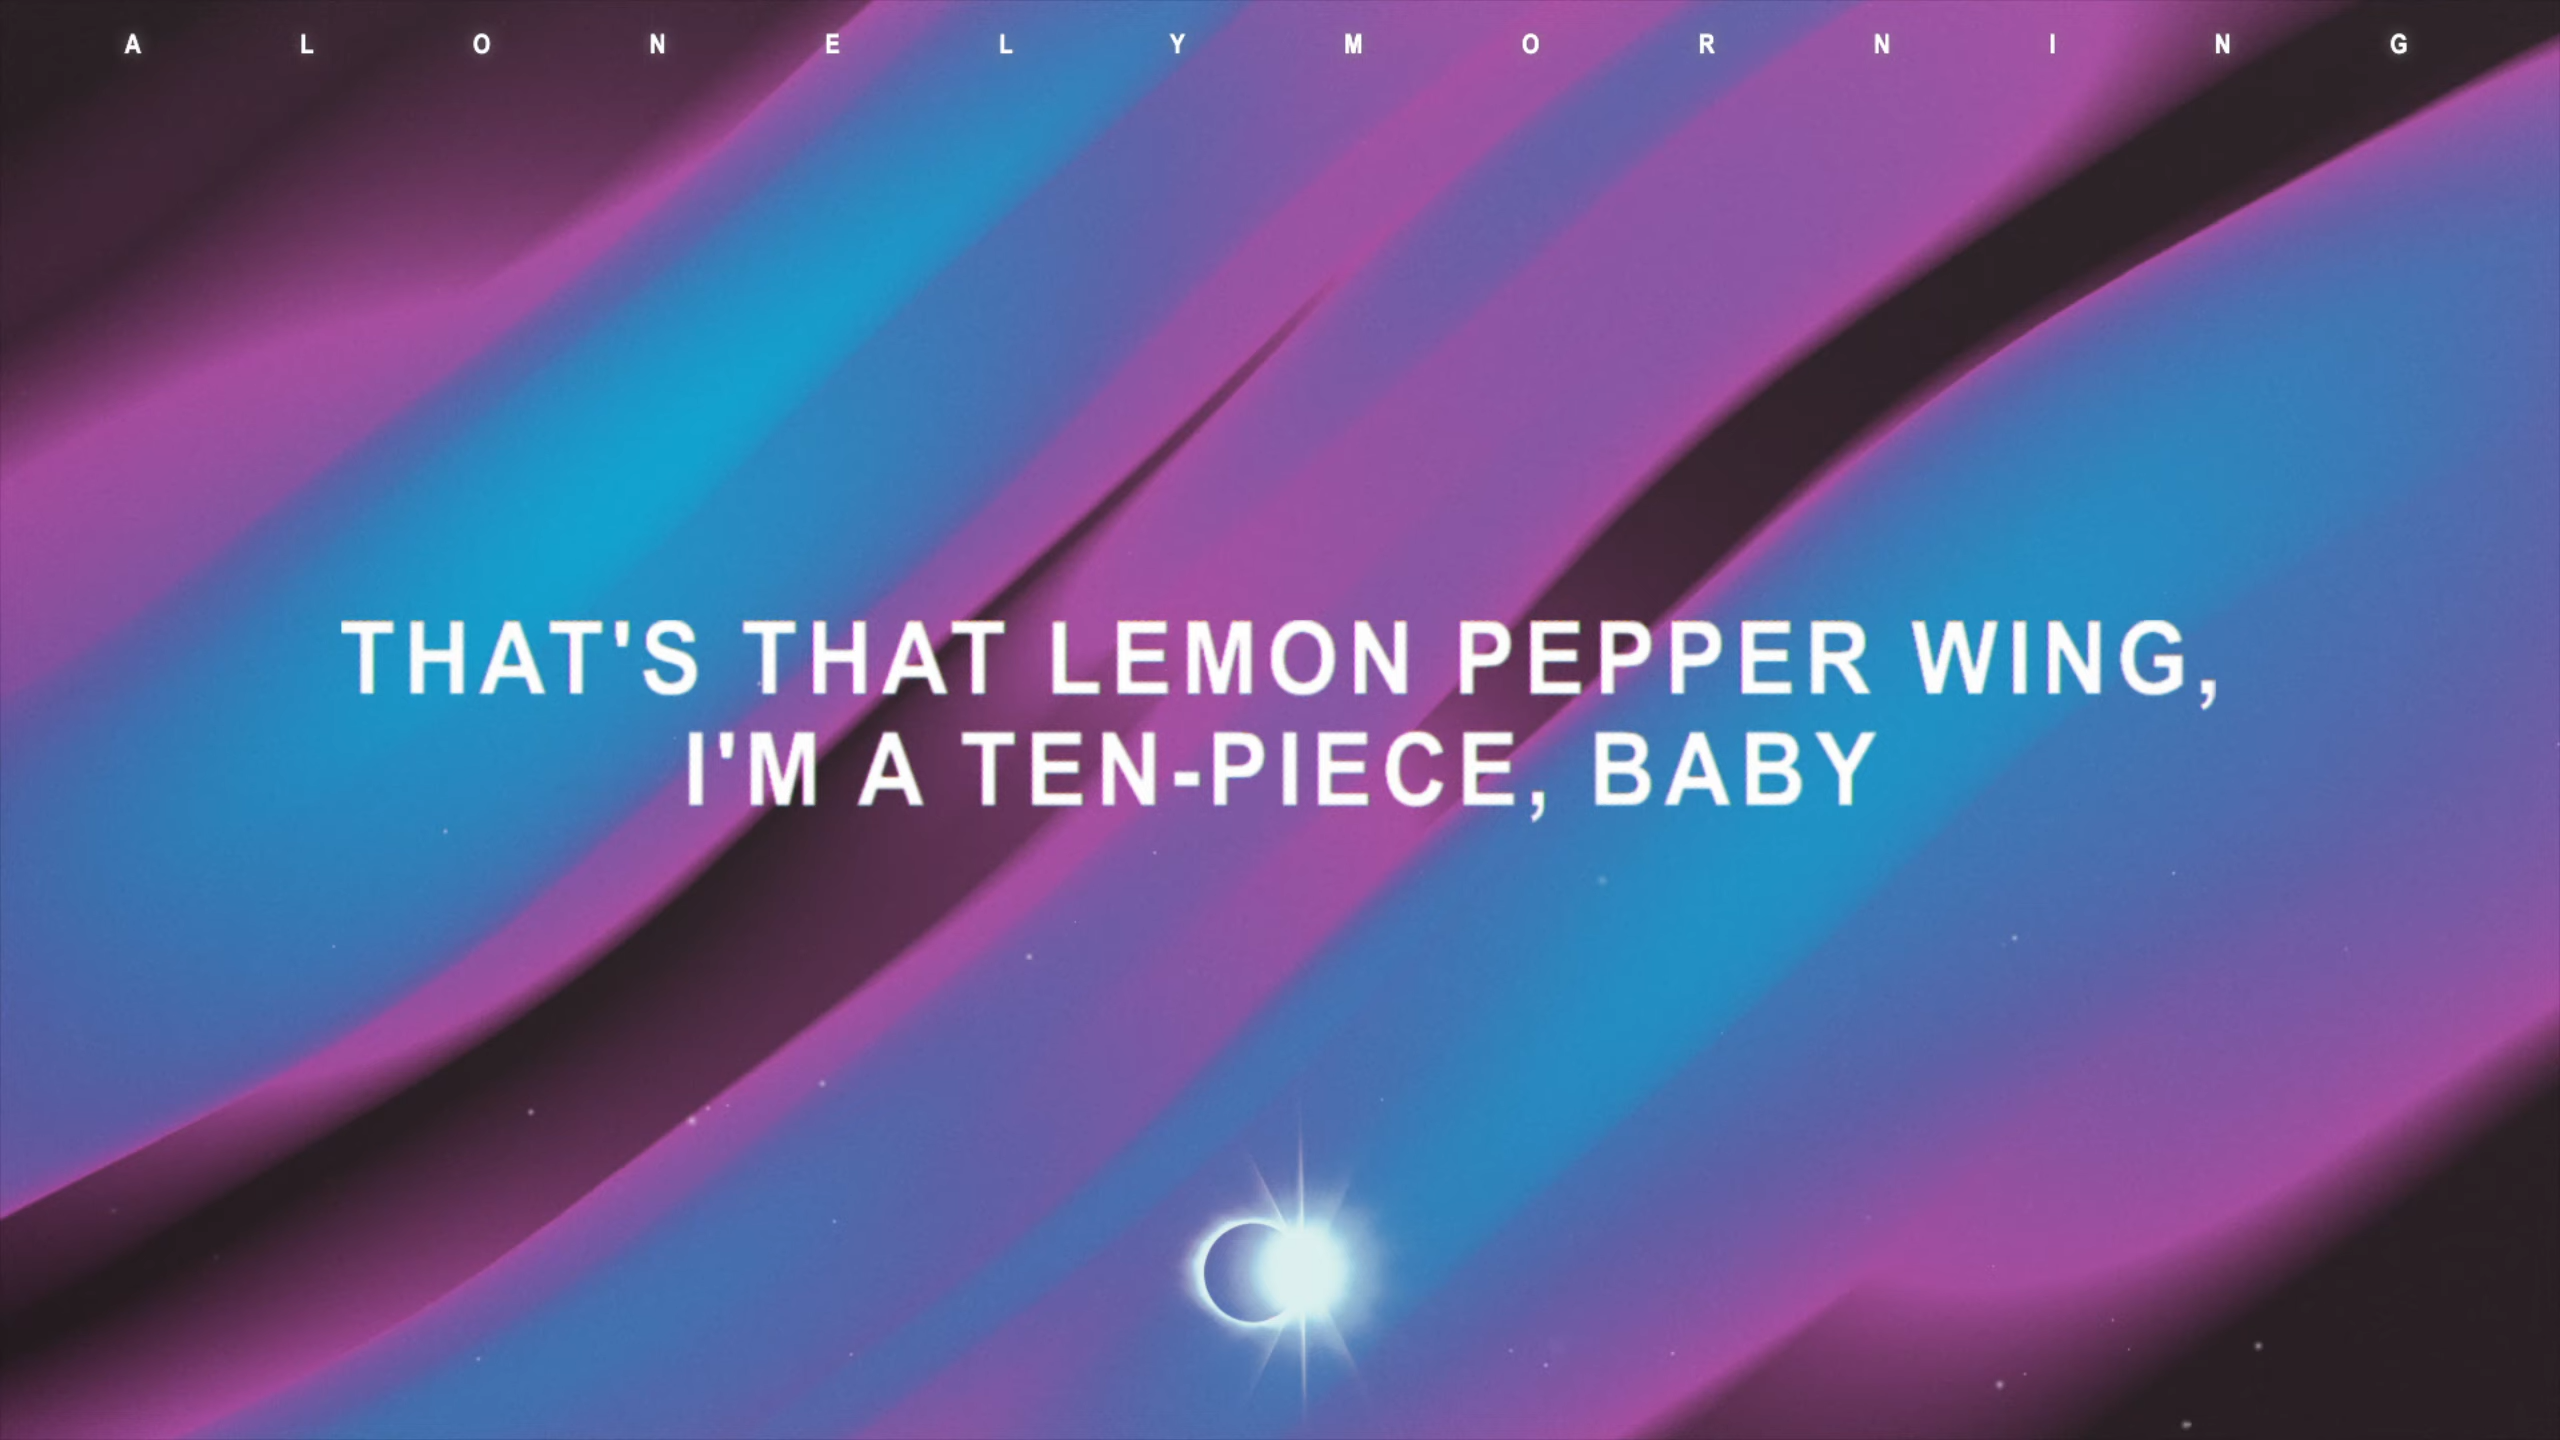 A L O N E L Y M O R N I N G
THAT'S THAT LEMON PEPPER WING,
I'M A TEN-PIECE, BABY